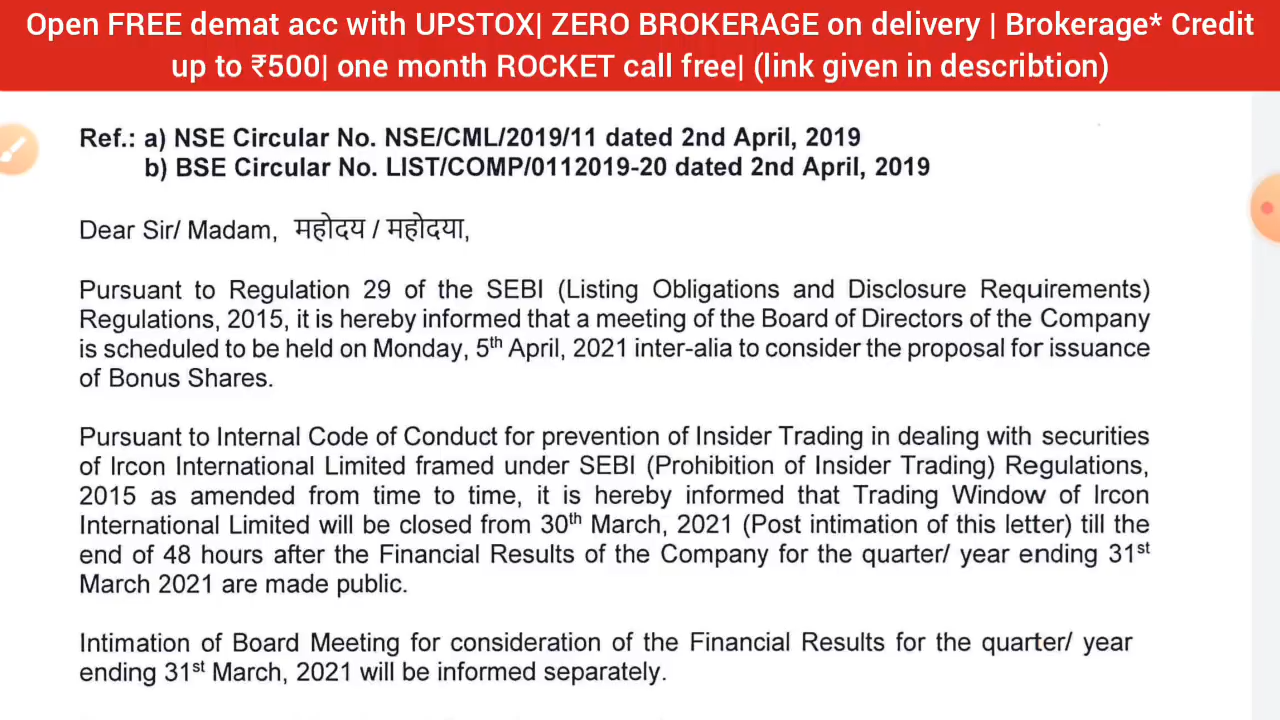 Open FREE demat acc with UPSTOX| ZERO BROKERAGE on delivery | Brokerage* Credit
up to ₹500| one month ROCKET call free| (link given in describtion)
Ref.: a) NSE Circular No. NSE/CML/2019/11 dated 2nd April, 2019
b) BSE Circular No. LIST/COMP/0112019-20 dated 2nd April, 2019
Dear Sir/ Madam, महोदय / महोदया,
Pursuant to Regulation 29 of the SEBI (Listing Obligations and Disclosure Requirements)
Regulations, 2015, it is hereby informed that a meeting of the Board of Directors of the Company
is scheduled to be held on Monday, 5th April, 2021 inter-alia to consider the proposal for issuance
of Bonus Shares.
Pursuant to Internal Code of Conduct for prevention of Insider Trading in dealing with securities
of Ircon International Limited framed under SEBI (Prohibition of Insider Trading) Regulations,
2015 as amended from time to time, it is hereby informed that Trading Window of Ircon
International Limited will be closed from 30th March, 2021 (Post intimation of this letter) till the
end of 48 hours after the Financial Results of the Company for the quarter/ year ending 31st
March 2021 are made public.
Intimation of Board Meeting for consideration of the Financial Results for the quarter/ year
ending 31st March, 2021 will be informed separately.